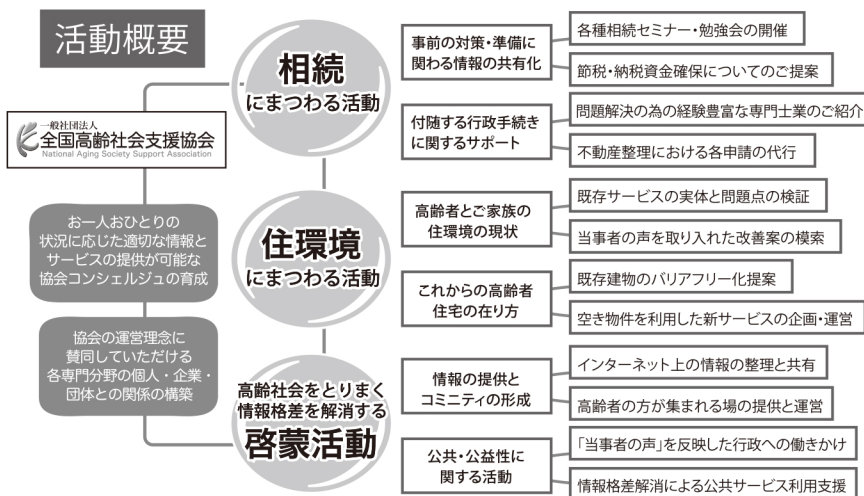 活動概要
一般社団法人
全国高齢社会支援協会
National Aging Society Support Association
お一人おひとりの
状況に応じた適切な情報と
サービスの提供が可能な
協会コンシェルジュの育成
協会の運営理念に
賛同していただける
各専門分野の個人・企業・
団体との関係の構築
相続
にまつわる活動
事前の対策・準備に
関わる情報の共有化
各種相続セミナー・勉強会の開催
節税・納税資金確保についてのご提案
付随する行政手続き
に関するサポート
問題解決の為の経験豊富な専門士業のご紹介
不動産整理における各申請の代行
住環境
にまつわる活動
高齢者とご家族の
住環境の現状
既存サービスの実体と問題点の検証
当事者の声を取り入れた改善案の模索
これからの高齢者
住宅の在り方
既存建物のバリアフリー化提案
空き物件を利用した新サービスの企画・運営
高齢社会をとりまく
情報格差を解消する
啓蒙活動
情報の提供と
コミニティの形成
インターネット上の情報の整理と共有
高齢者の方が集まれる場の提供と運営
公共・公益性に
関する活動
「当事者の声」を反映した行政への働きかけ
情報格差解消による公共サービス利用支援